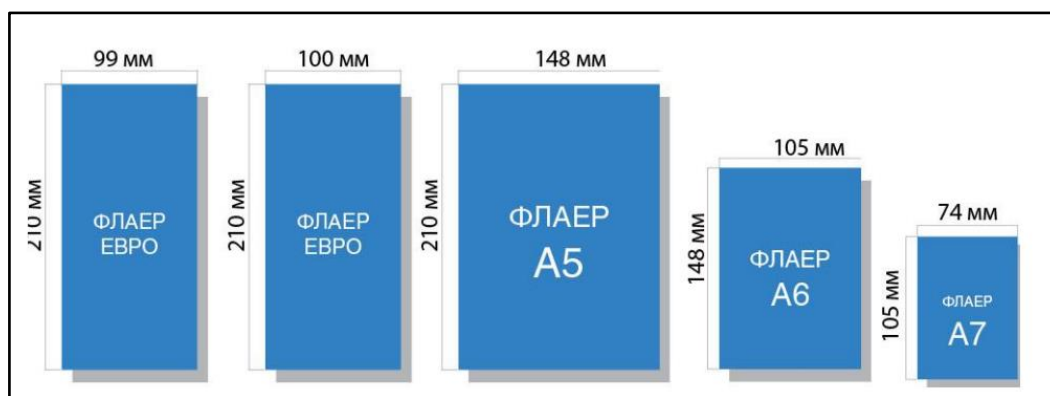 99 мм
210 мм
ФЛАЕР
ЕВРО
100 мм
210 мм
ФЛАЕР
ЕВРО
148 мм
210 мм
ФЛАЕР
А5
105 мм
148 мм
ФЛАЕР
А6
74 мм
105 мм
ФЛАЕР
А7